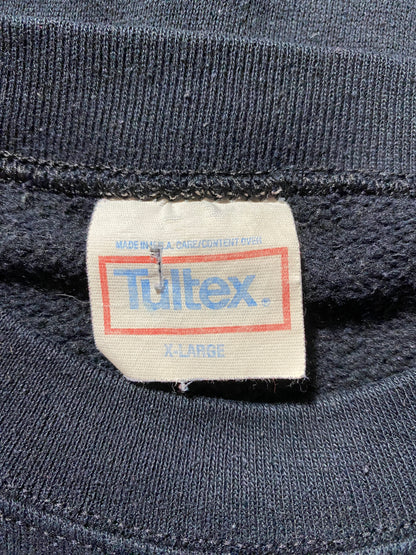 MADE IN U.S.A. CARE/CONTENT OVER
Tultex.
X-LARGE